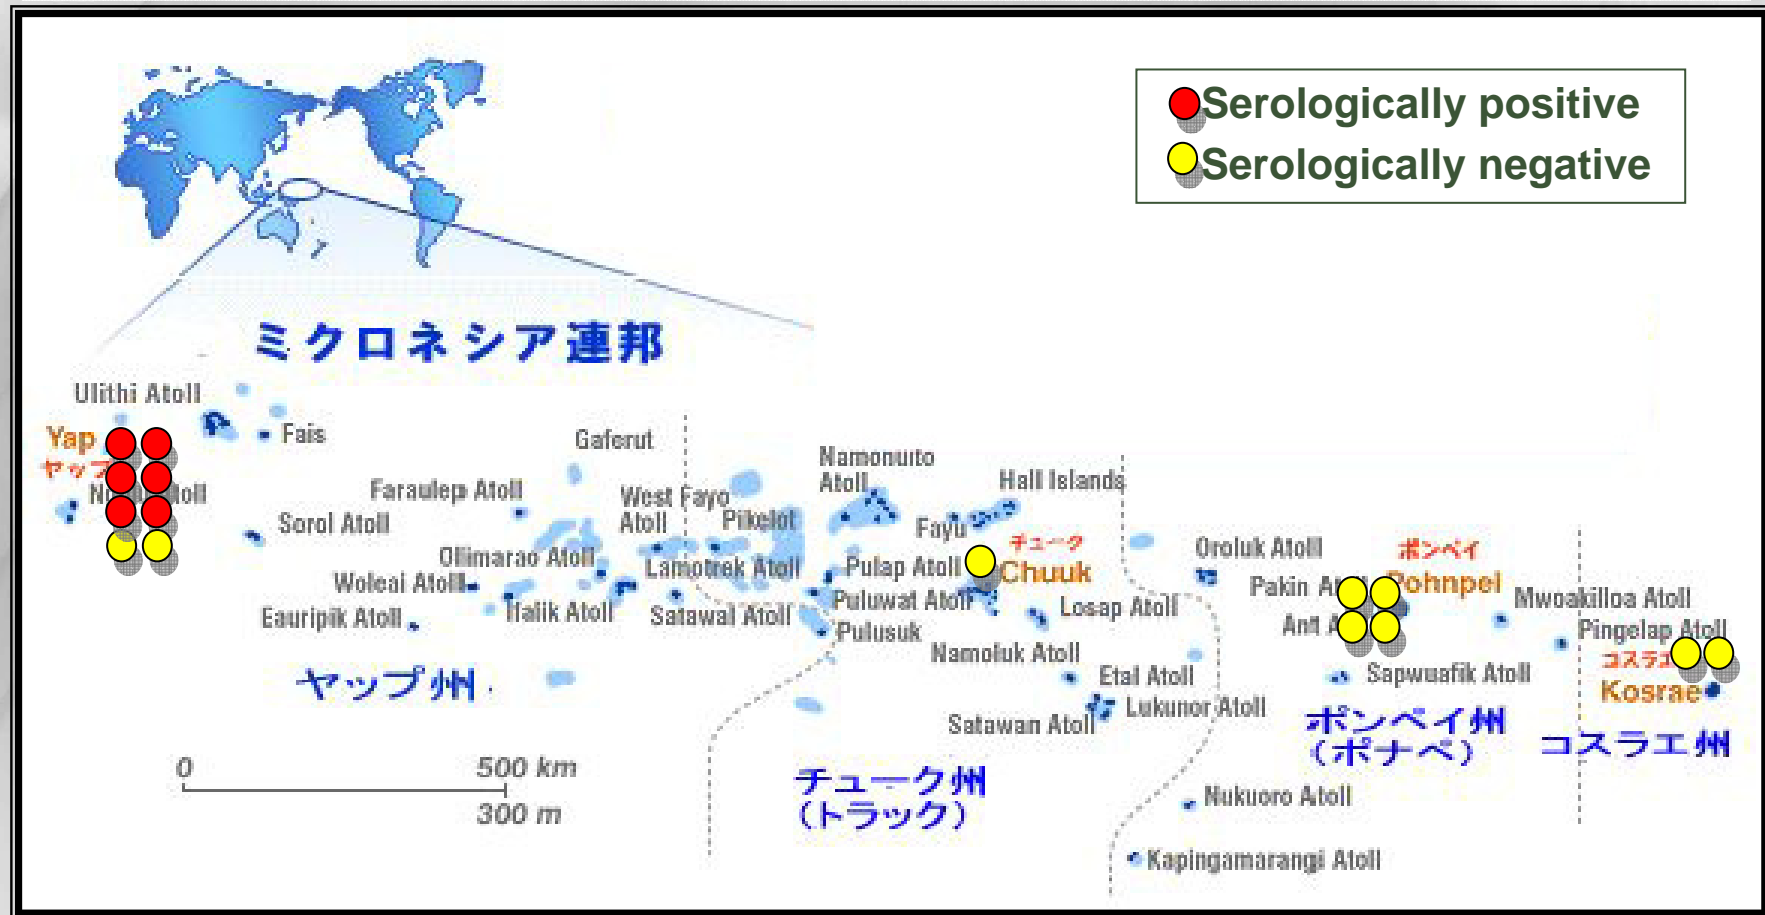 Serologically positive
Serologically negative
ミクロネシア連邦
Ulithi Atoll
Yap
ヤップ
Fais
Gaferut
Namonuito
Atoll
Hall Islands
Faraulep Atoll
West Fayo
Atoll
Pikelot
Sorol Atoll
Fayu
チューク
Chuuk
Oroluk Atoll
ポンペイ
Pohnpei
Ollimarao Atoll
Lamotrek Atoll
Pulap Atoll
Pakin
Woleai Atoll
Puluwat Atoll
Losap Atoll
Mwoakilloa Atoll
Eauripik Atoll
Halik Atoll
Satawal Atoll
Pulusuk
Ant
Pingelap Atoll
Namoluk Atoll
コスラエ
Kosrae
Etal Atoll
Sapwuafik Atoll
ヤップ州
Lukunor Atoll
Satawan Atoll
ポンペイ州
(ポナペ)
コスラエ州
0 500 km
300 m
チューク州
(トラック)
Nukuoro Atoll
Kapingamarangi Atoll